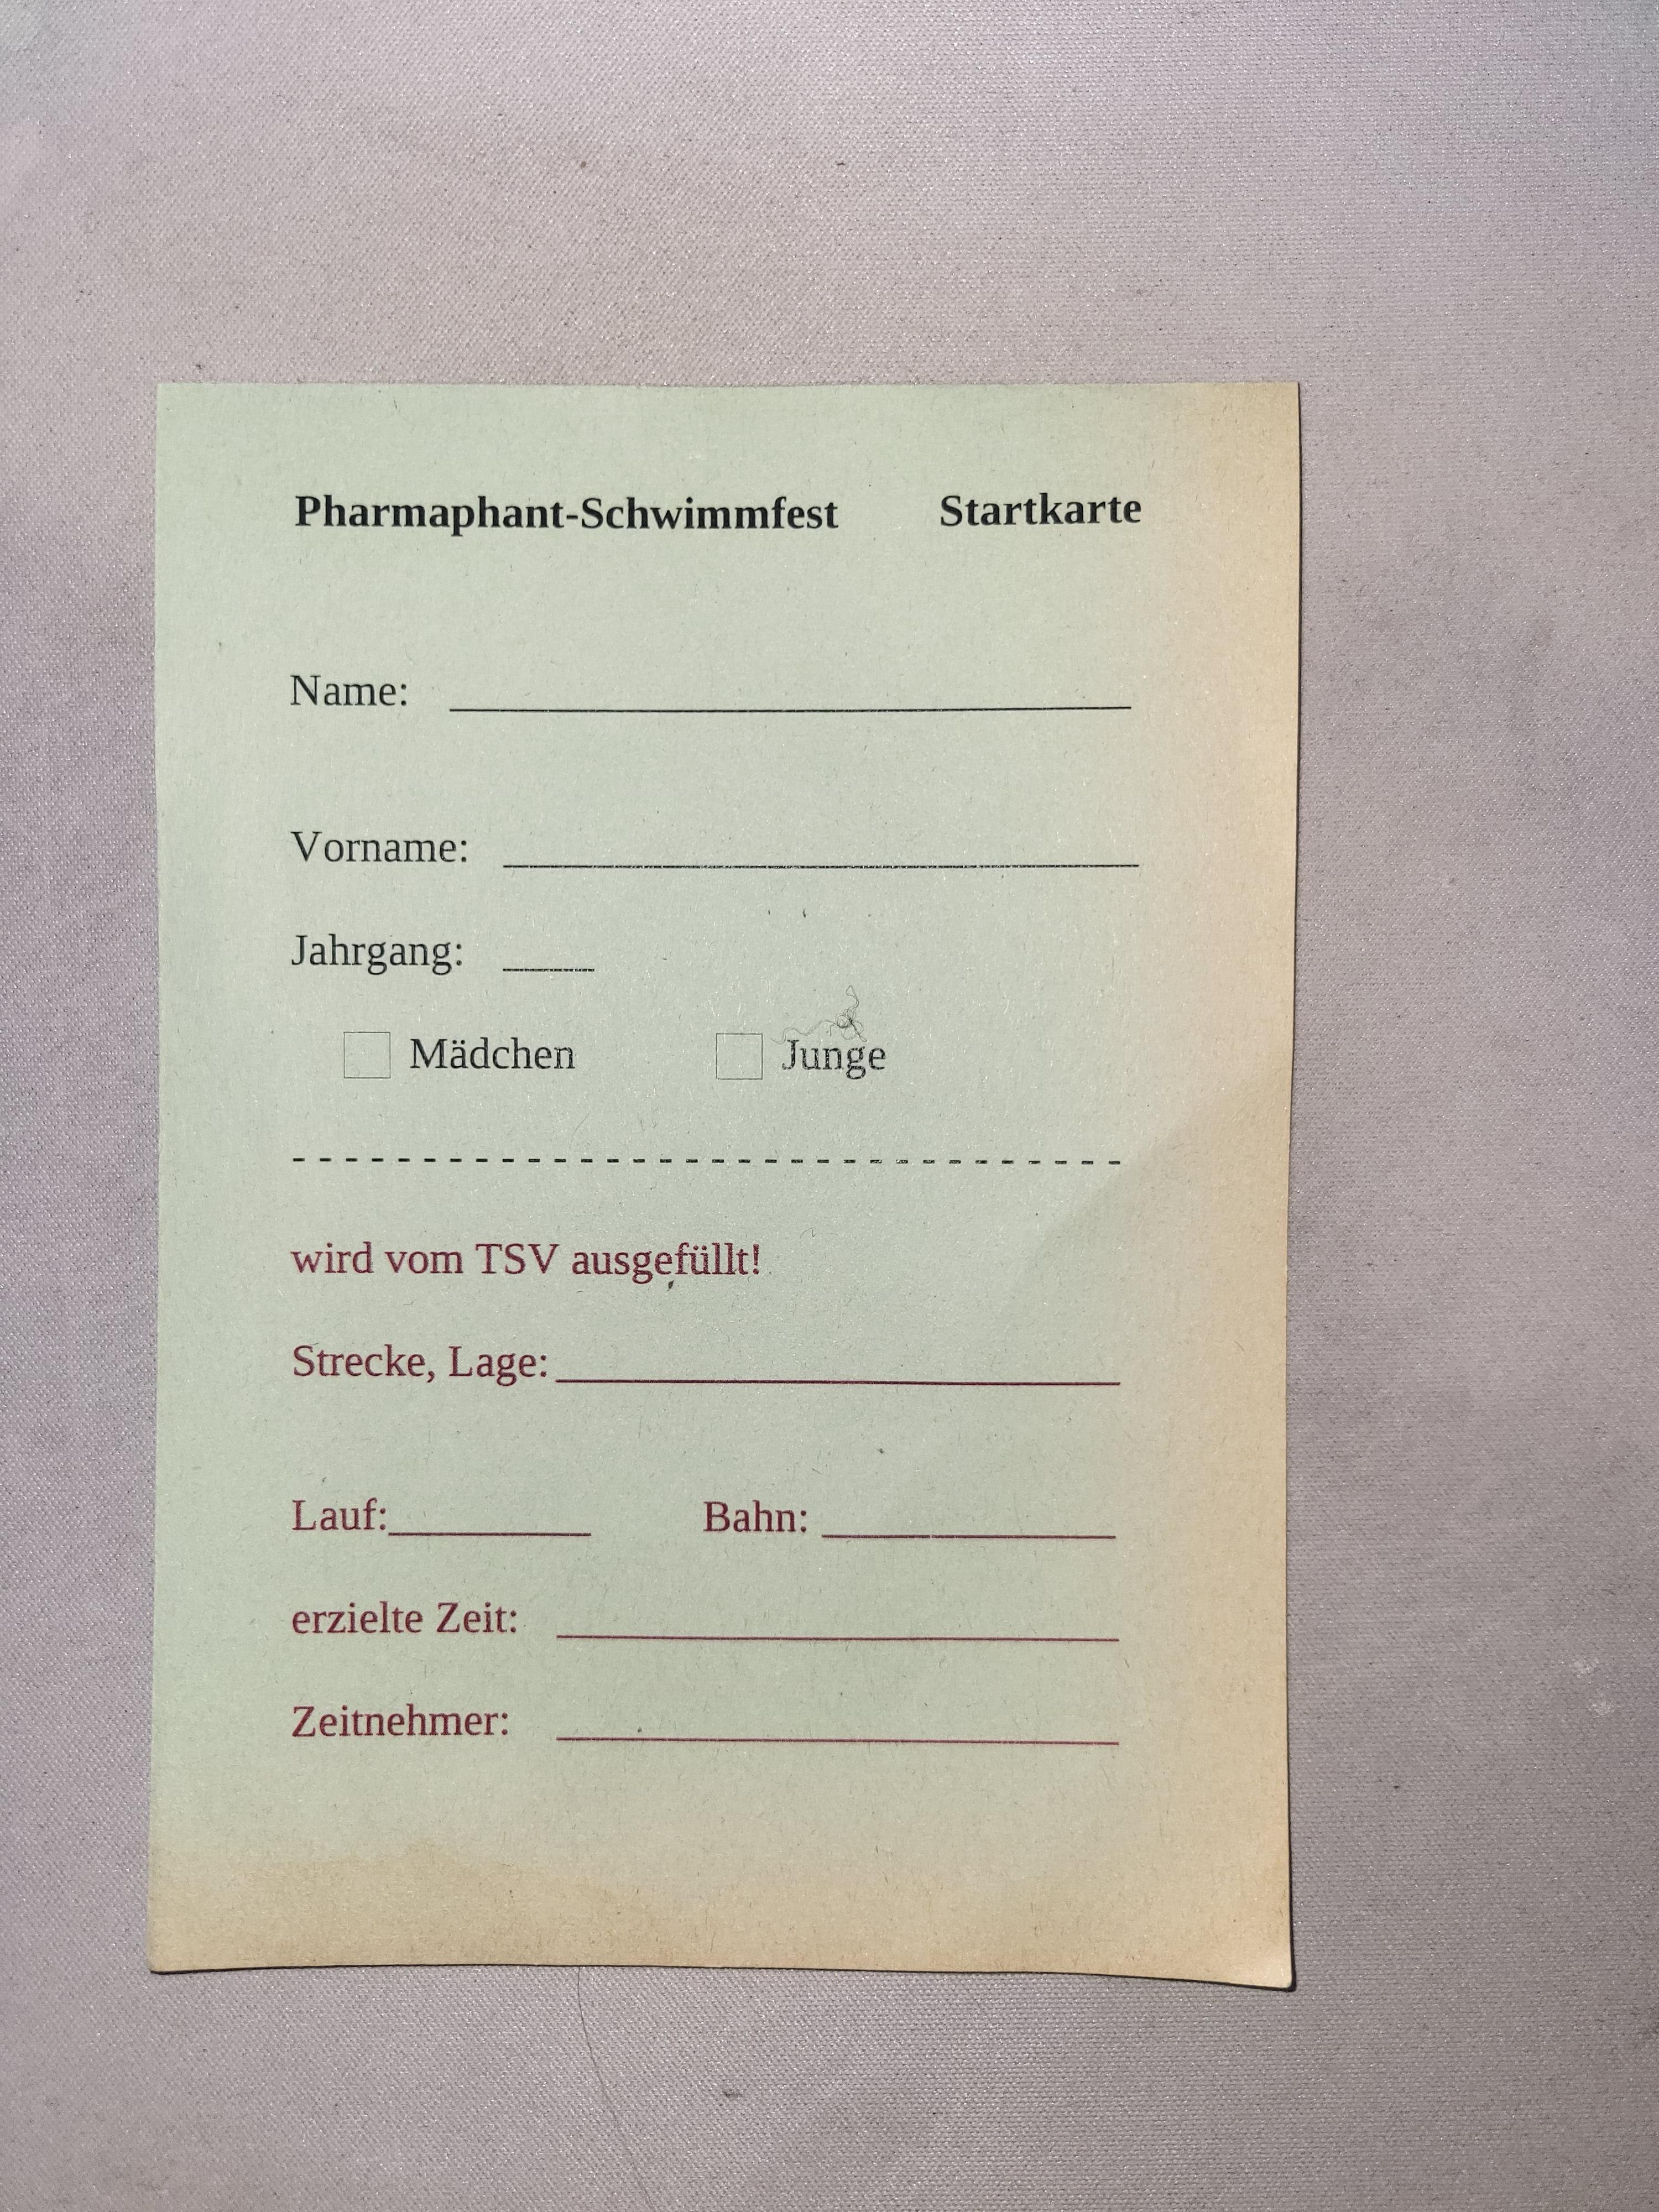 Pharmaphant-Schwimmfest Startkarte
Name:
Vorname:
Jahrgang:
Mädchen Junge
wird vom TSV ausgefüllt!
Strecke, Lage:
Lauf: Bahn:
erzielte Zeit:
Zeitnehmer: